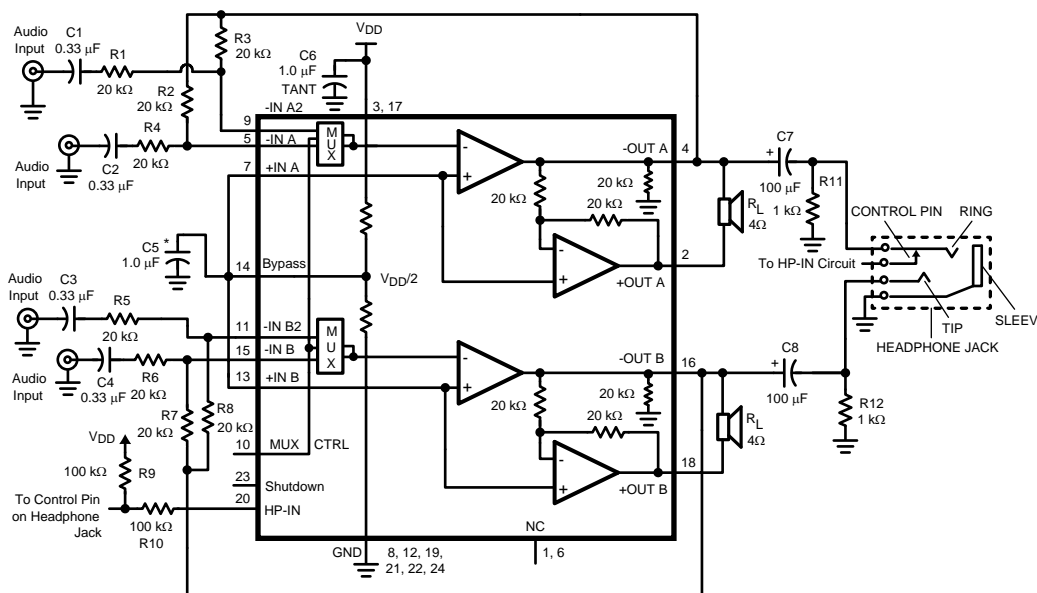 Audio
Input
C1
0.33 µF
R1
20 kΩ
R3
20 kΩ
R2
20 kΩ
R4
20 kΩ
C2
0.33 µF
Audio
Input
VDD
C6
1.0 µF
TANT
3, 17
-IN A2
9
-IN A
5
+IN A
7
MUX
-
+
20 kΩ
20 kΩ
20 kΩ
-
+
-OUT A
4
+OUT A
2
RL
4Ω
C7
+
100 µF
R11
1 kΩ
CONTROL PIN
RING
To HP-IN Circuit
TIP
SLEEV
HEADPHONE JACK
C5
*
1.0 µF
14
Bypass
VDD/2
Audio
Input
C3
0.33 µF
R5
20 kΩ
C4
0.33 µF
R6
20 kΩ
Audio
Input
R7
20 kΩ
R8
20 kΩ
11
-IN B2
15
-IN B
13
+IN B
MUX
-
+
20 kΩ
20 kΩ
20 kΩ
-
+
-OUT B
16
+OUT B
18
RL
4Ω
C8
+
100 µF
R12
1 kΩ
10
MUX
CTRL
VDD
100 kΩ
R9
23
Shutdown
20
HP-IN
To Control Pin
on Headphone
Jack
100 kΩ
R10
GND
8, 12, 19,
21, 22, 24
NC
1, 6